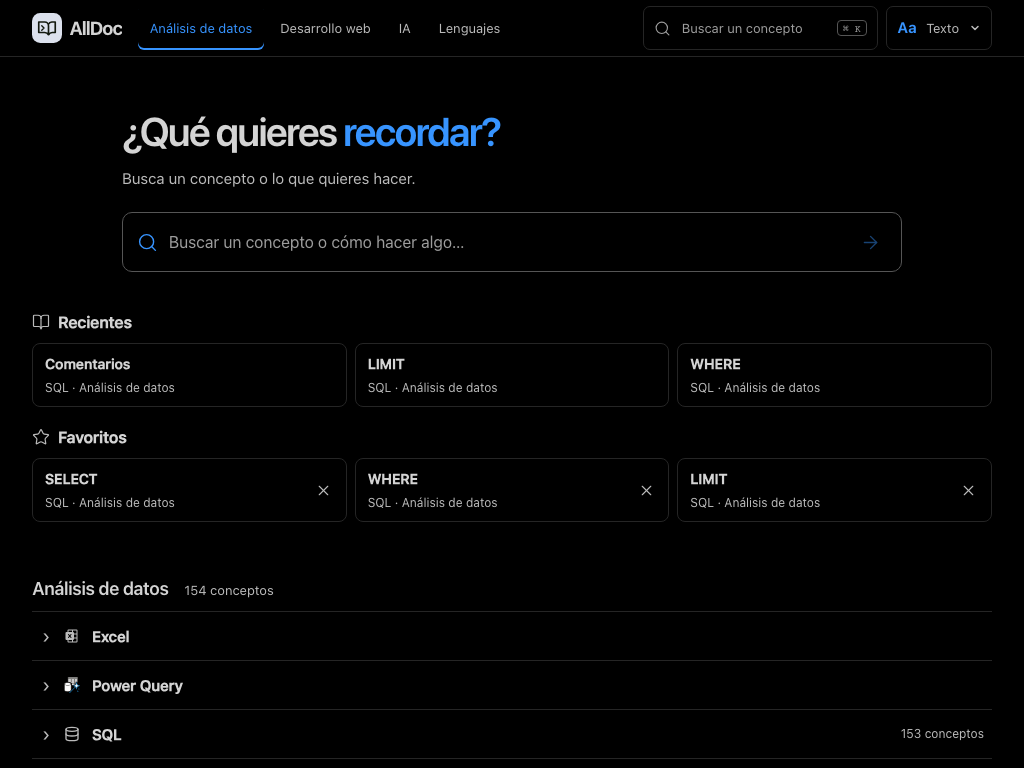 AllDoc
Análisis de datos
Desarrollo web
IA
Lenguajes
Buscar un concepto
⌘ K
Aa Texto
¿Qué quieres recordar?
Busca un concepto o lo que quieres hacer.
Buscar un concepto o cómo hacer algo...
Recientes
Comentarios
SQL · Análisis de datos
LIMIT
SQL · Análisis de datos
WHERE
SQL · Análisis de datos
Favoritos
SELECT
SQL · Análisis de datos
WHERE
SQL · Análisis de datos
LIMIT
SQL · Análisis de datos
Análisis de datos 154 conceptos
Excel
Power Query
SQL 153 conceptos